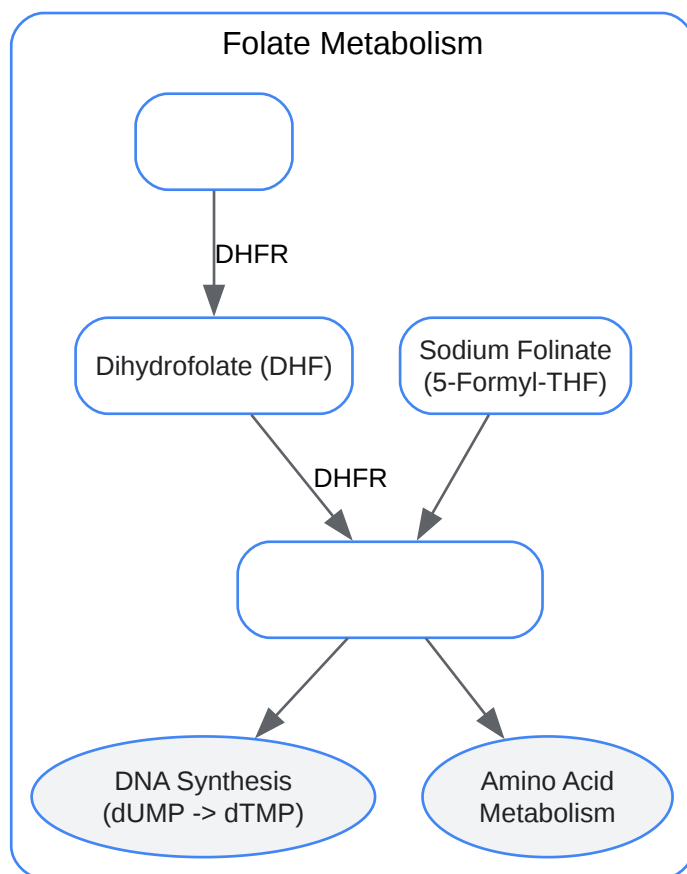 Folate Metabolism
DHFR
Dihydrofolate (DHF)
Sodium Folinate
(5-Formyl-THF)
DHFR
DNA Synthesis
(dUMP -> dTMP)
Amino Acid
Metabolism